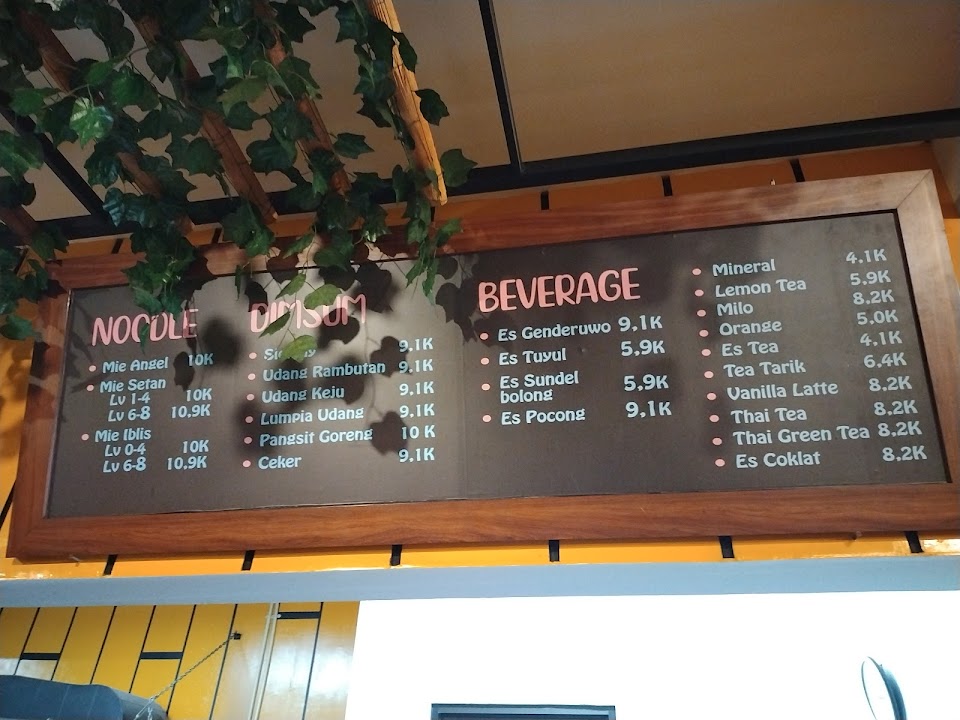 NOODLE
Mie Angel 10K
Mie Setan
Lv 1-4 10K
Lv 6-8 10.9K
Mie Iblis
Lv 0-4 10K
Lv 6-8 10.9K
DIMSUM
9.1K
Udang Rambutan 9.1K
Udang Keju 9.1K
Lumpia Udang 9.1K
Pangsit Goreng 10 K
Ceker 9.1K
BEVERAGE
Es Genderuwo 9,1K
Es Tuyul 5,9K
Es Sundel
bolong 5,9K
Es Pocong 9,1K
Mineral 4.1K
Lemon Tea 5.9K
Milo 8.2K
Orange 5.0K
Es Tea 4.1K
Tea Tarik 6.4K
Vanilla Latte 8.2K
Thai Tea 8.2K
Thai Green Tea 8.2K
Es Coklat 8.2K